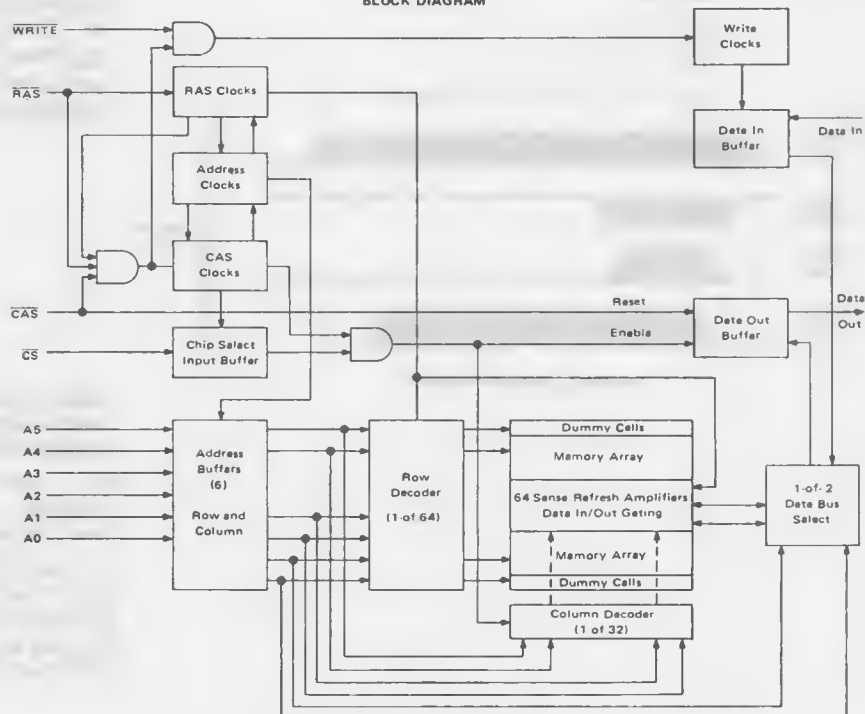 BLOCK DIAGRAM
WRITE
Write
Clocks
RAS
RAS Clocks
Date In
Buffer
Data In
Address
Clocks
CAS
Clocks
CAS
Reset
Data
Out
Date Out
Buffer
Enable
CS
Chip Select
Input Buffer
A5
A4
A3
A2
A1
A0
Address
Buffers
(6)
Row and
Column
Row
Decoder
(1-of 64)
Dummy Cells
Memory Array
64 Sense Refresh Amplifiers
Data In/Out Gating
Memory Array
Dummy Cells
1-of-2
Date Bus
Select
Column Decoder
(1 of 32)